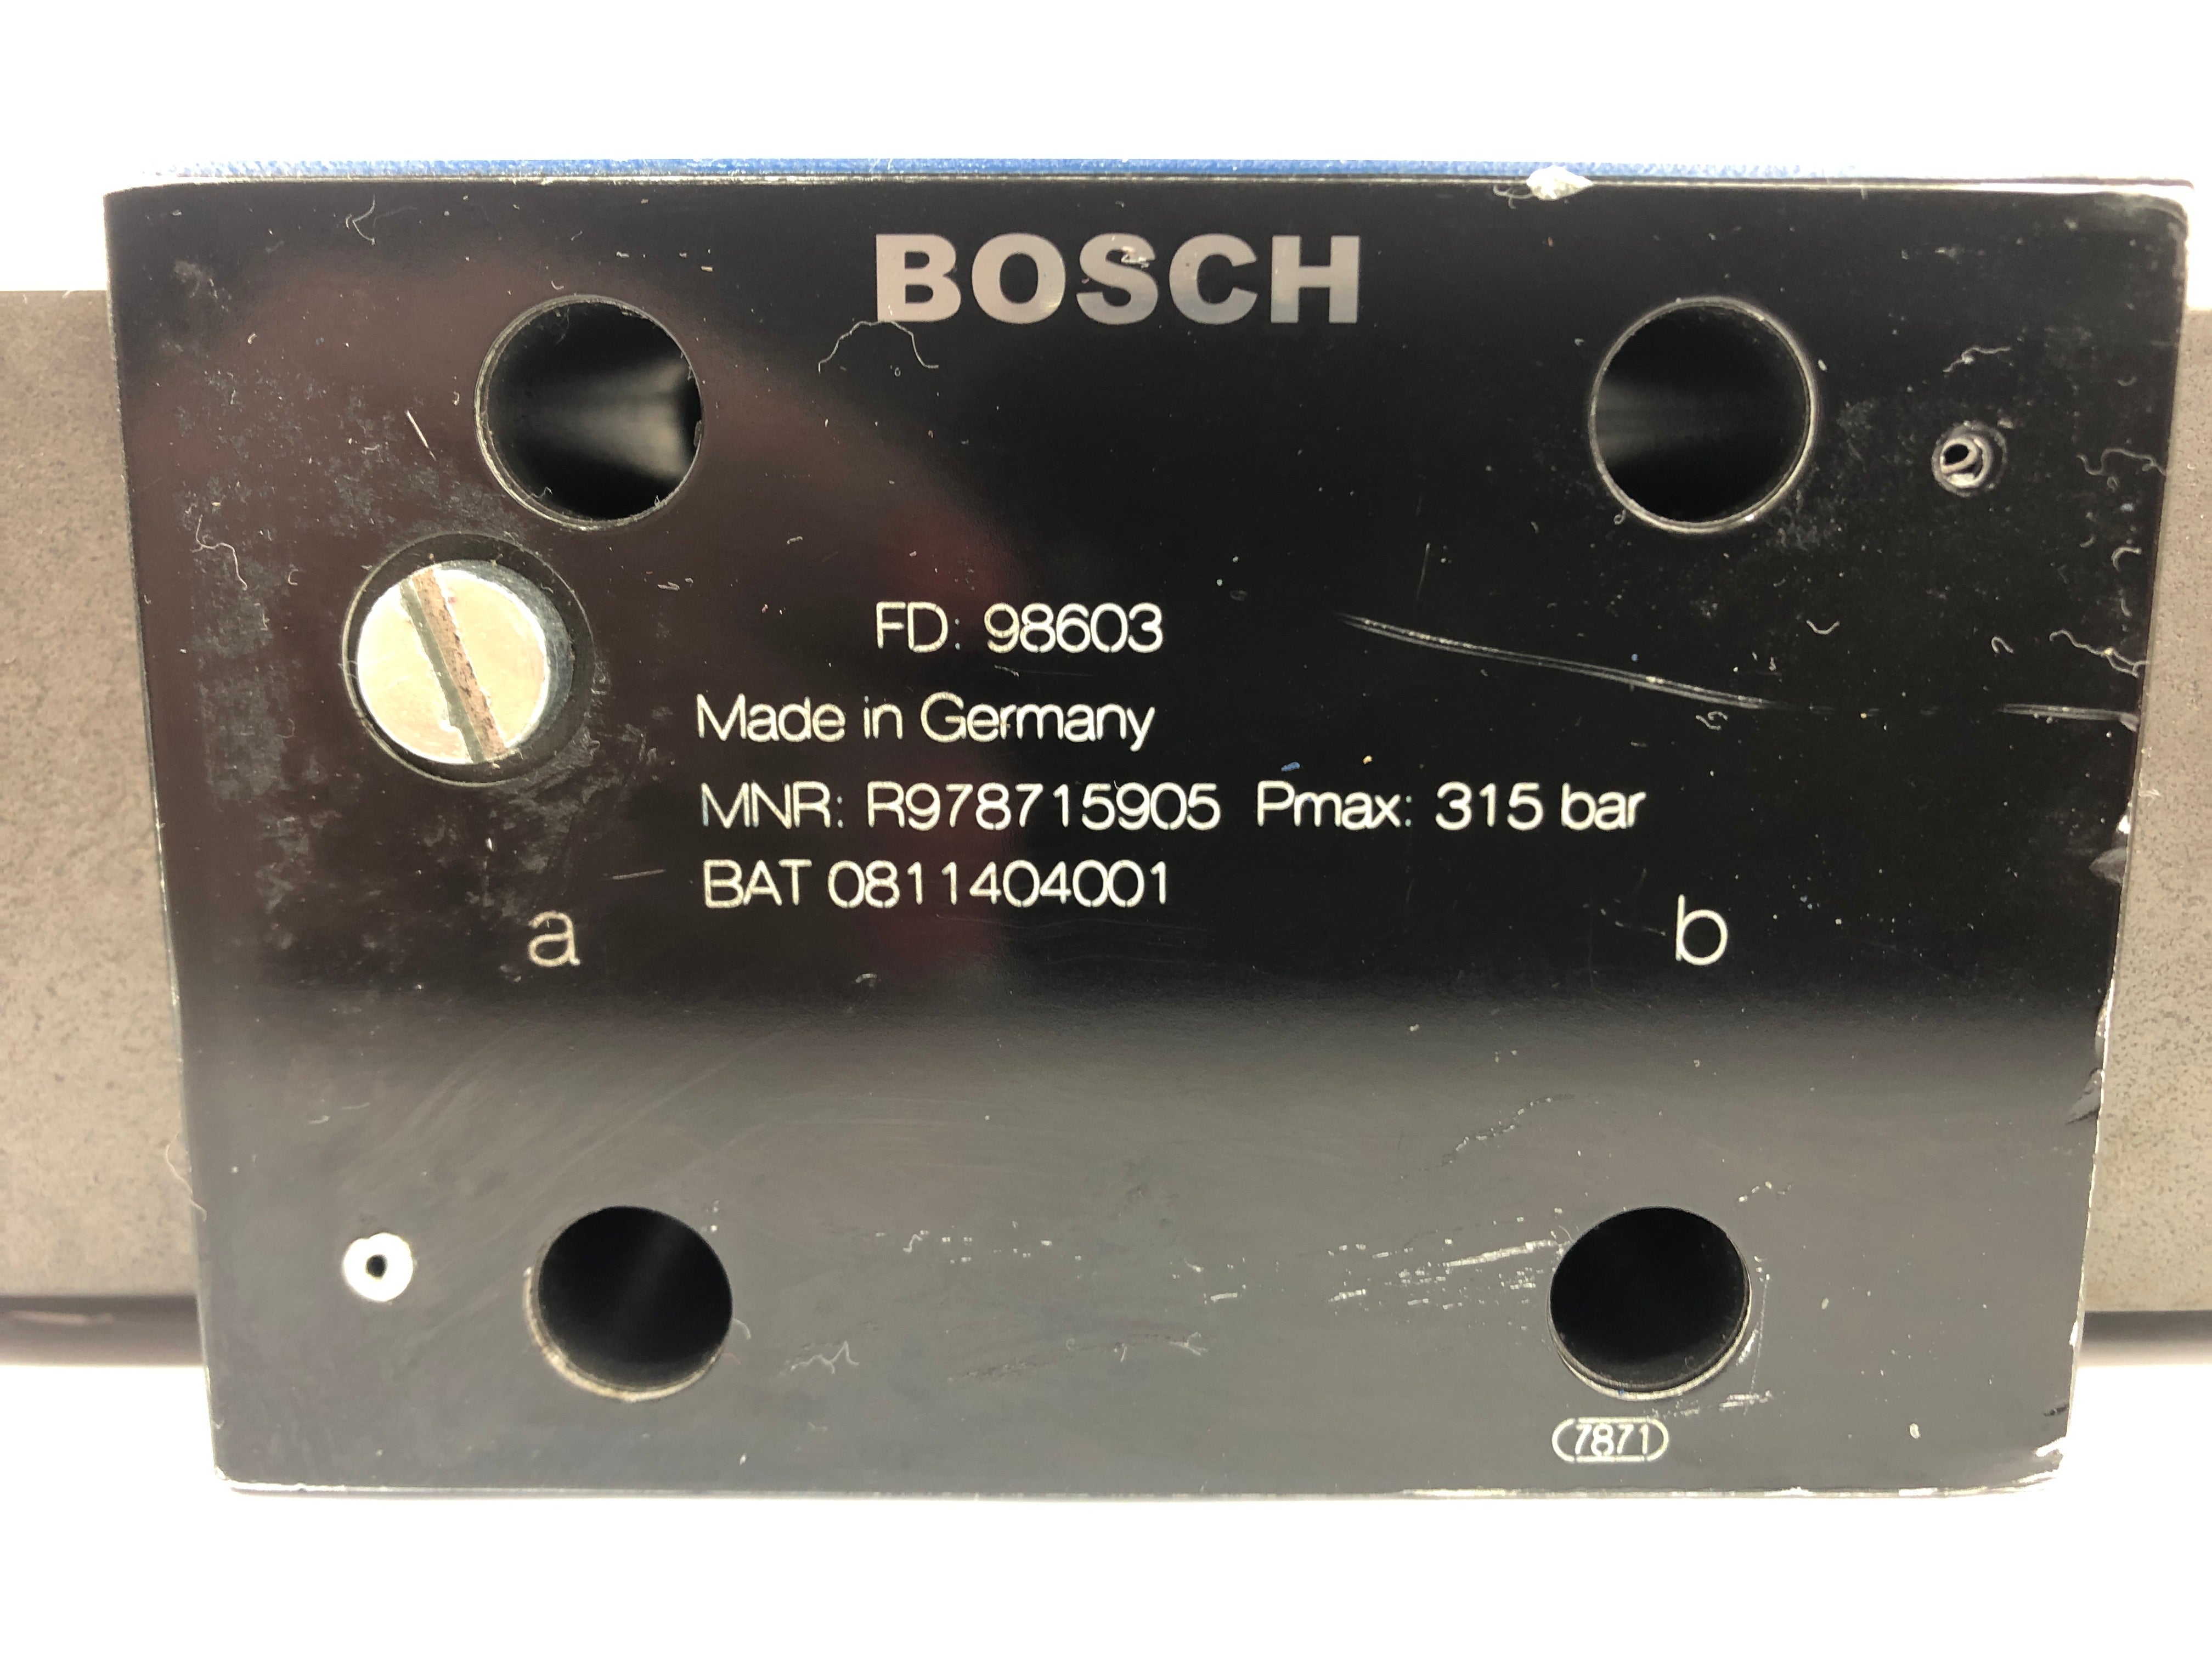 BOSCH
FD: 98603
Made in Germany
MNR: R978715905 Pmax: 315 bar
BAT 0811404001
a
b
7871